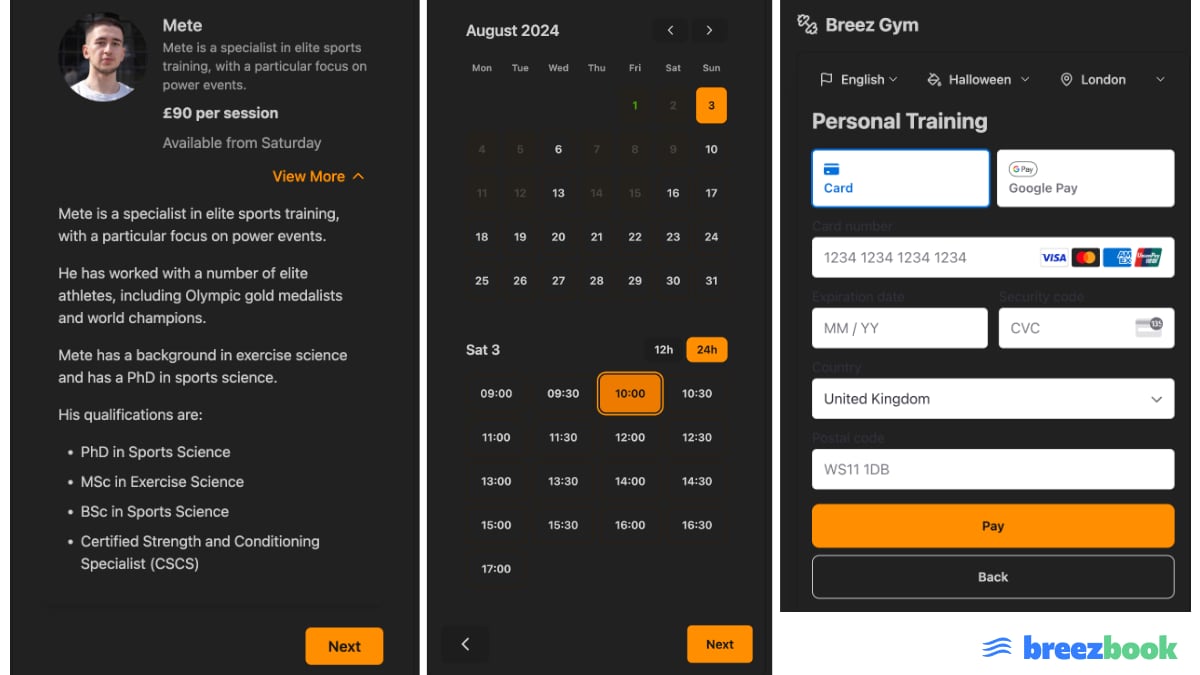 Mete
Mete is a specialist in elite sports
training, with a particular focus on
power events.
£90 per session
Available from Saturday
View More
Mete is a specialist in elite sports training,
with a particular focus on power events.
He has worked with a number of elite
athletes, including Olympic gold medalists
and world champions.
Mete has a background in exercise science
and has a PhD in sports science.
His qualifications are:
• PhD in Sports Science
• MSc in Exercise Science
• BSc in Sports Science
• Certified Strength and Conditioning
Specialist (CSCS)
Next
August 2024
Mon Tue Wed Thu Fri Sat Sun
1 2 3
4 5 6 7 8 9 10
11 12 13 14 15 16 17
18 19 20 21 22 23 24
25 26 27 28 29 30 31
Sat 3 12h 24h
09:00 09:30 10:00 10:30
11:00 11:30 12:00 12:30
13:00 13:30 14:00 14:30
15:00 15:30 16:00 16:30
17:00
Next
Breez Gym
English Halloween London
Personal Training
Card
G Pay
Google Pay
Card number
1234 1234 1234 1234 VISA AMEX UnionPay
Expiration date Security code
MM / YY CVC 135
Country
United Kingdom
Postal code
WS11 1DB
Pay
Back
breezbook